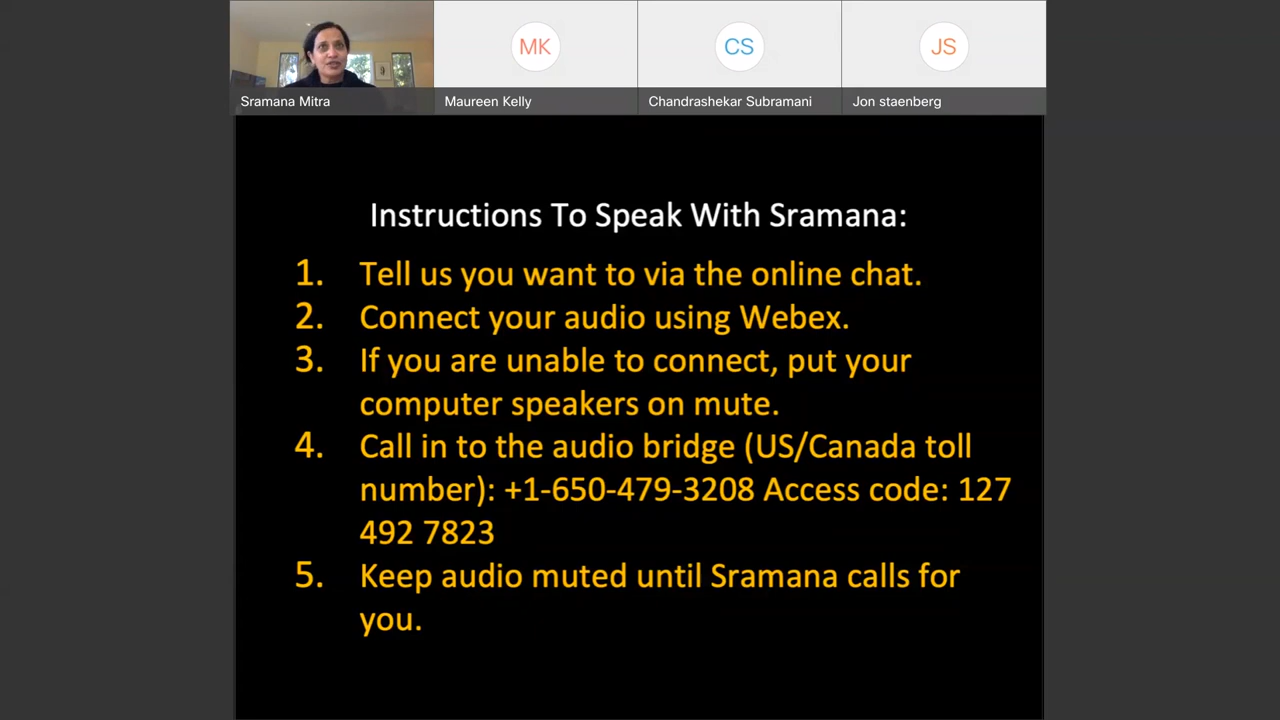 MK
CS
JS
Sramana Mitra
Maureen Kelly
Chandrashekar Subramani
Jon staenberg
Instructions To Speak With Sramana:
1. Tell us you want to via the online chat.
2. Connect your audio using Webex.
3. If you are unable to connect, put your
computer speakers on mute.
4. Call in to the audio bridge (US/Canada toll
number): +1-650-479-3208 Access code: 127
492 7823
5. Keep audio muted until Sramana calls for
you.